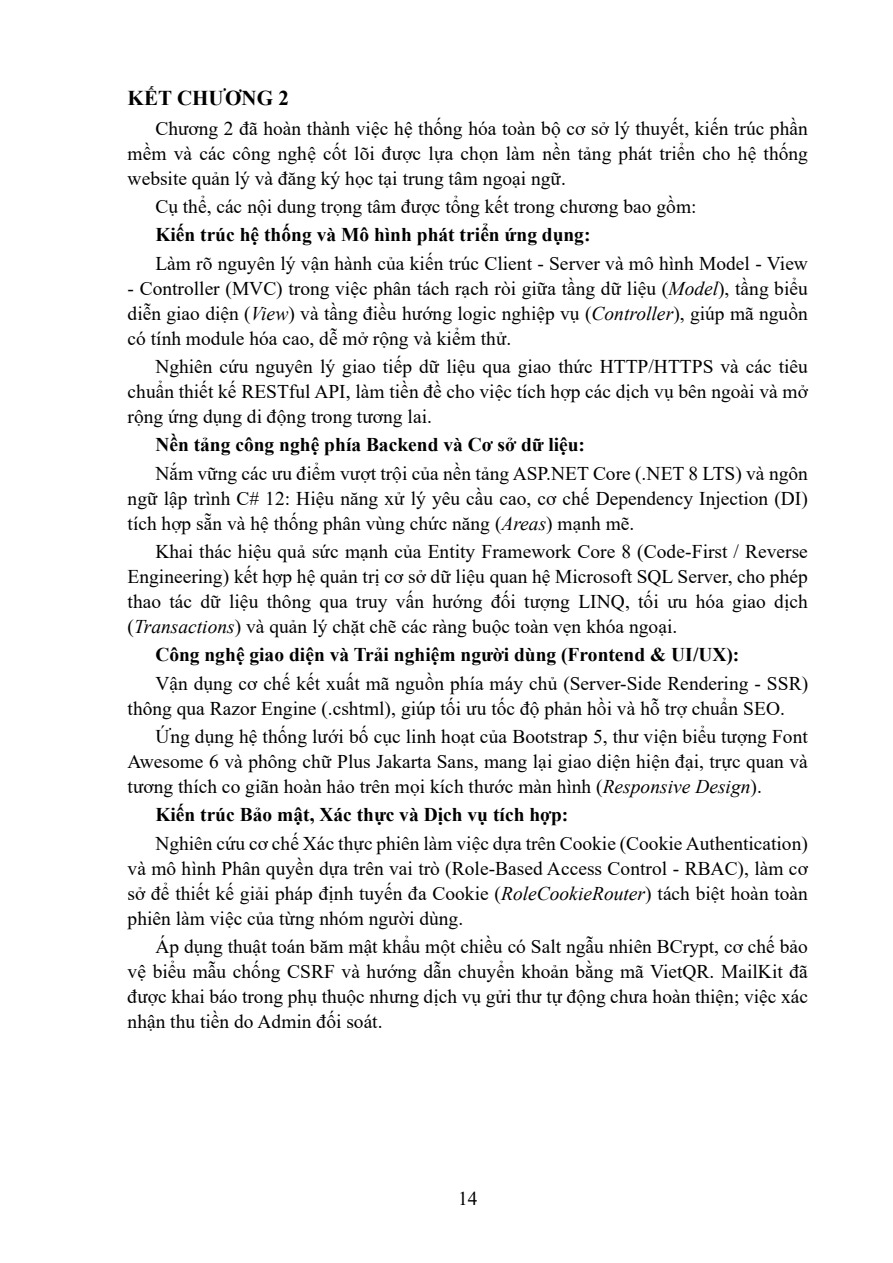 KẾT CHƯƠNG 2
Chương 2 đã hoàn thành việc hệ thống hóa toàn bộ cơ sở lý thuyết, kiến trúc phần
mềm và các công nghệ cốt lõi được lựa chọn làm nền tảng phát triển cho hệ thống
website quản lý và đăng ký học tại trung tâm ngoại ngữ.
Cụ thể, các nội dung trọng tâm được tổng kết trong chương bao gồm:
Kiến trúc hệ thống và Mô hình phát triển ứng dụng:
Làm rõ nguyên lý vận hành của kiến trúc Client - Server và mô hình Model - View
- Controller (MVC) trong việc phân tách rạch ròi giữa tầng dữ liệu (Model), tầng biểu
diễn giao diện (View) và tầng điều hướng logic nghiệp vụ (Controller), giúp mã nguồn
có tính module hóa cao, dễ mở rộng và kiểm thử.
Nghiên cứu nguyên lý giao tiếp dữ liệu qua giao thức HTTP/HTTPS và các tiêu
chuẩn thiết kế RESTful API, làm tiền đề cho việc tích hợp các dịch vụ bên ngoài và mở
rộng ứng dụng di động trong tương lai.
Nền tảng công nghệ phía Backend và Cơ sở dữ liệu:
Nắm vững các ưu điểm vượt trội của nền tảng ASP.NET Core (.NET 8 LTS) và ngôn
ngữ lập trình C# 12: Hiệu năng xử lý yêu cầu cao, cơ chế Dependency Injection (DI)
tích hợp sẵn và hệ thống phân vùng chức năng (Areas) mạnh mẽ.
Khai thác hiệu quả sức mạnh của Entity Framework Core 8 (Code-First / Reverse
Engineering) kết hợp hệ quản trị cơ sở dữ liệu quan hệ Microsoft SQL Server, cho phép
thao tác dữ liệu thông qua truy vấn hướng đối tượng LINQ, tối ưu hóa giao dịch
(Transactions) và quản lý chặt chẽ các ràng buộc toàn vẹn khóa ngoại.
Công nghệ giao diện và Trải nghiệm người dùng (Frontend & UI/UX):
Vận dụng cơ chế kết xuất mã nguồn phía máy chủ (Server-Side Rendering - SSR)
thông qua Razor Engine (.cshtml), giúp tối ưu tốc độ phản hồi và hỗ trợ chuẩn SEO.
Ứng dụng hệ thống lưới bố cục linh hoạt của Bootstrap 5, thư viện biểu tượng Font
Awesome 6 và phông chữ Plus Jakarta Sans, mang lại giao diện hiện đại, trực quan và
tương thích co giãn hoàn hảo trên mọi kích thước màn hình (Responsive Design).
Kiến trúc Bảo mật, Xác thực và Dịch vụ tích hợp:
Nghiên cứu cơ chế Xác thực phiên làm việc dựa trên Cookie (Cookie Authentication)
và mô hình Phân quyền dựa trên vai trò (Role-Based Access Control - RBAC), làm cơ
sở để thiết kế giải pháp định tuyến đa Cookie (RoleCookieRouter) tách biệt hoàn toàn
phiên làm việc của từng nhóm người dùng.
Áp dụng thuật toán băm mật khẩu một chiều có Salt ngẫu nhiên BCrypt, cơ chế bảo
vệ biểu mẫu chống CSRF và hướng dẫn chuyển khoản bằng mã VietQR. MailKit đã
được khai báo trong phụ thuộc nhưng dịch vụ gửi thư tự động chưa hoàn thiện; việc xác
nhận thu tiền do Admin đối soát.
14